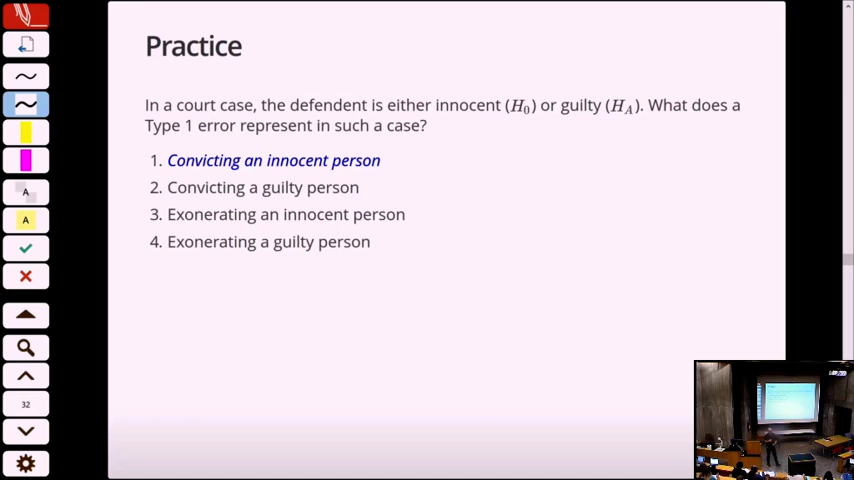 Practice
In a court case, the defendent is either innocent (H0) or guilty (HA). What does a
Type 1 error represent in such a case?
1. Convicting an innocent person
2. Convicting a guilty person
3. Exonerating an innocent person
4. Exonerating a guilty person
A
A
32